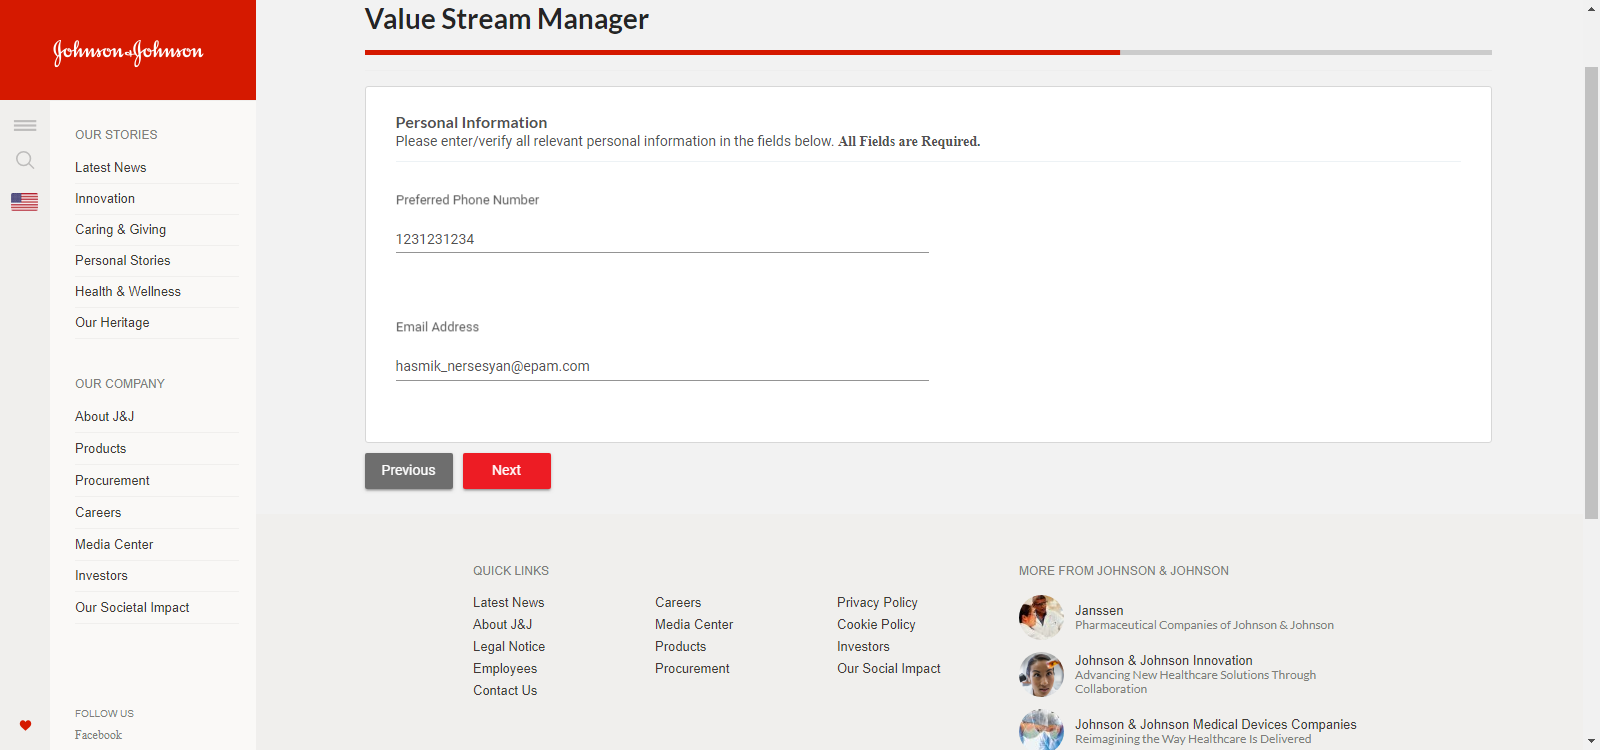 Johnson & Johnson
OUR STORIES
Latest News
Innovation
Caring & Giving
Personal Stories
Health & Wellness
Our Heritage
OUR COMPANY
About J&J
Products
Procurement
Careers
Media Center
Investors
Our Societal Impact
FOLLOW US
Facebook
Value Stream Manager
Personal Information
Please enter/verify all relevant personal information in the fields below. All Fields are Required.
Preferred Phone Number
1231231234
Email Address
hasmik_nersesyan@epam.com
Previous
Next
QUICK LINKS
Latest News
About J&J
Legal Notice
Employees
Contact Us
Careers
Media Center
Products
Procurement
Privacy Policy
Cookie Policy
Investors
Our Social Impact
MORE FROM JOHNSON & JOHNSON
Janssen
Pharmaceutical Companies of Johnson & Johnson
Johnson & Johnson Innovation
Advancing New Healthcare Solutions Through
Collaboration
Johnson & Johnson Medical Devices Companies
Reimagining the Way Healthcare Is Delivered